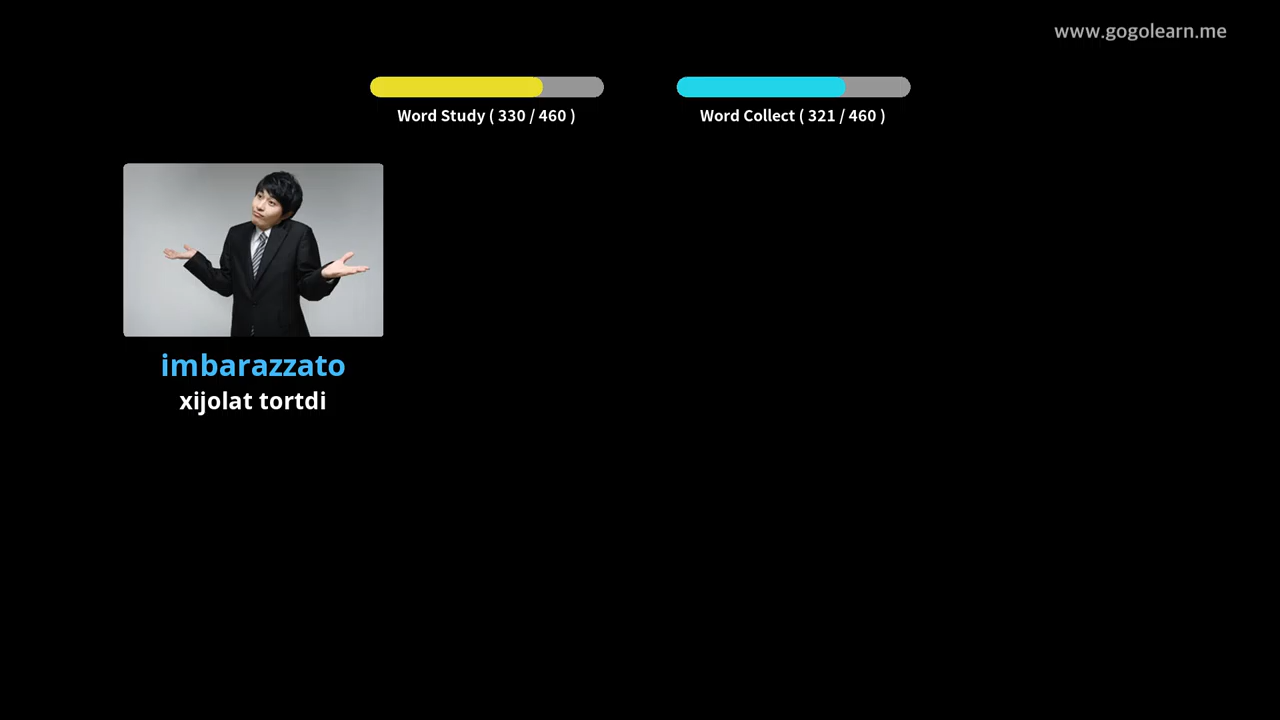 www.gogolearn.me
Word Study ( 330 / 460 )
Word Collect ( 321 / 460 )
imbarazzato
xijolat tortdi